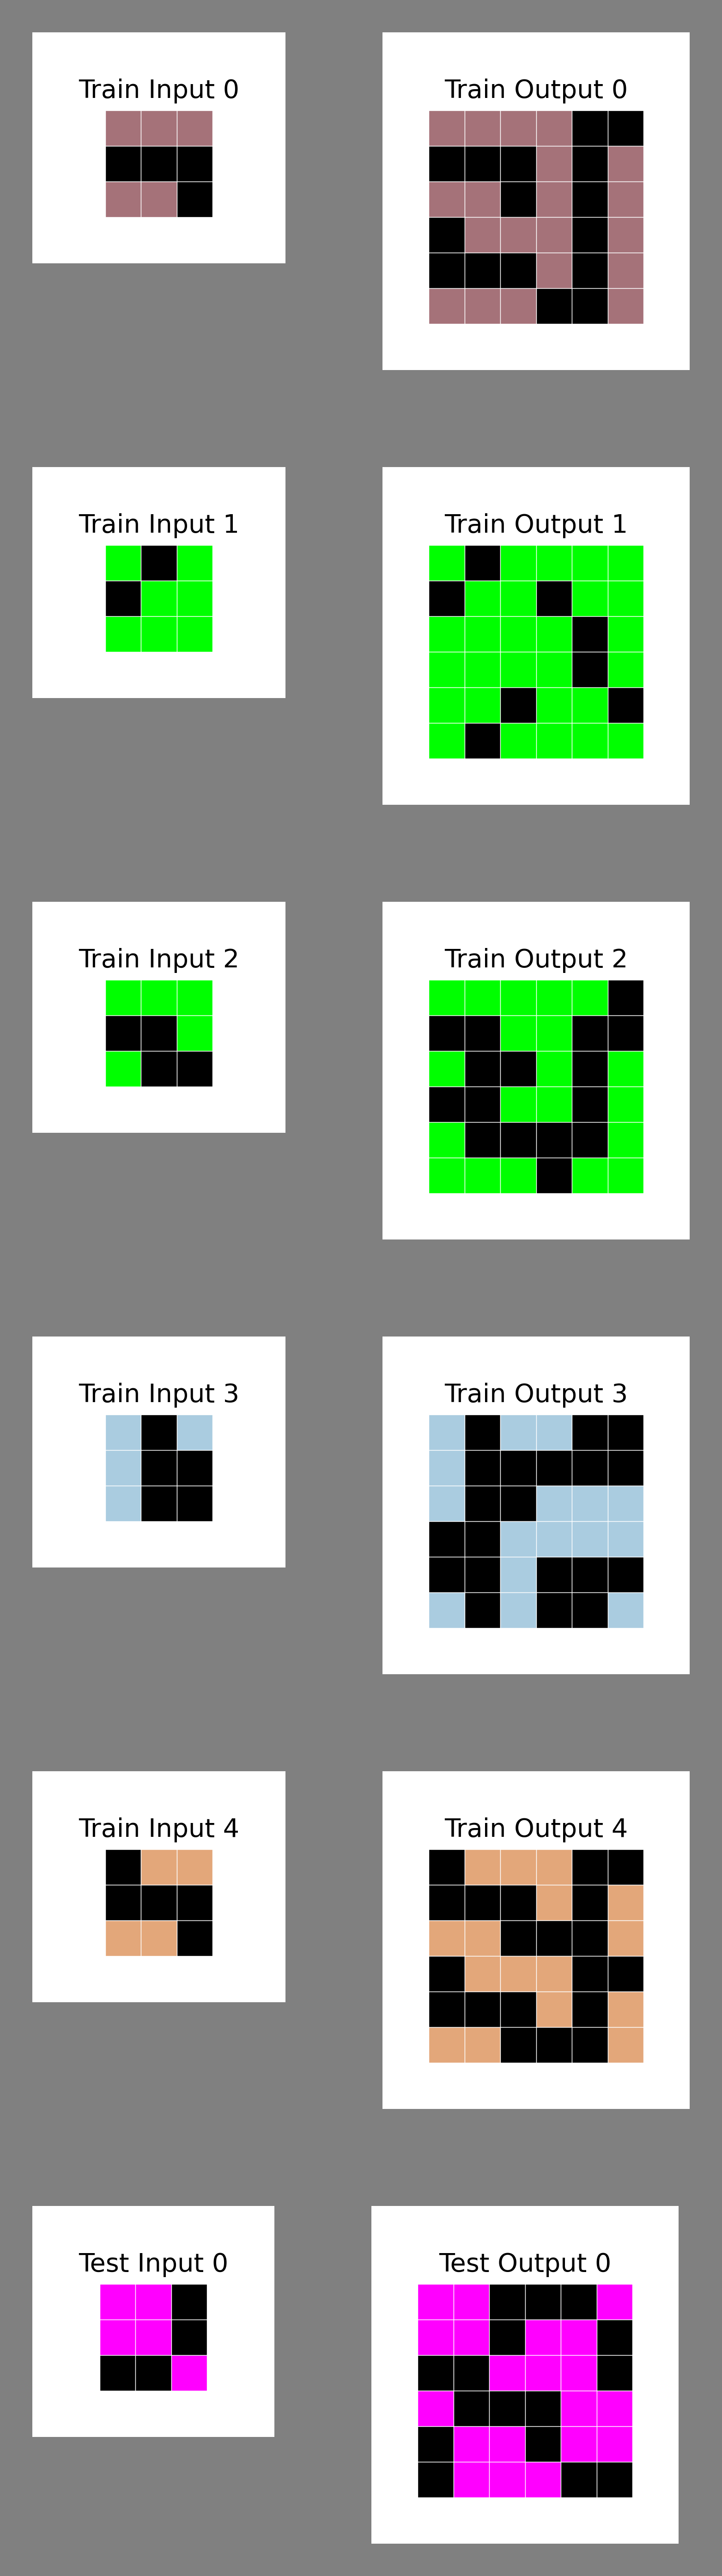 Train Input 0
Train Output 0
Train Input 1
Train Output 1
Train Input 2
Train Output 2
Train Input 3
Train Output 3
Train Input 4
Train Output 4
Test Input 0
Test Output 0